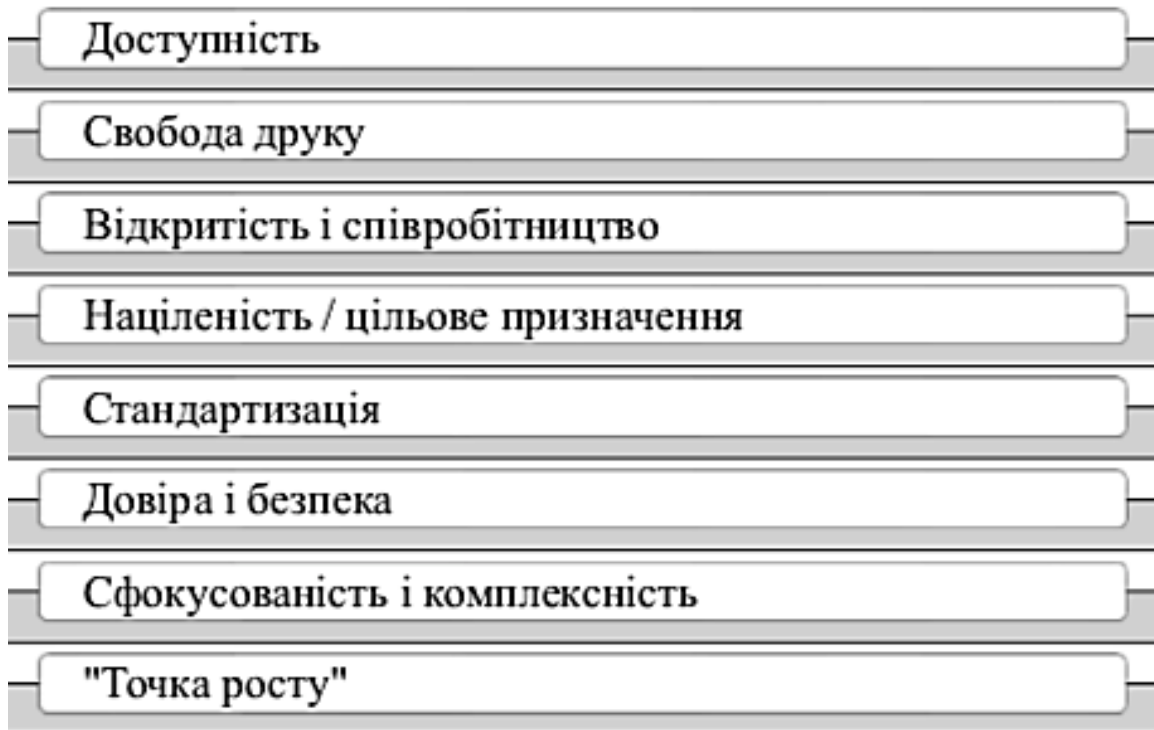 Доступність
Свобода друку
Відкритість і співробітництво
Націленість / цільове призначення
Стандартизація
Довіра і безпека
Сфокусованість і комплексність
"Точка росту"